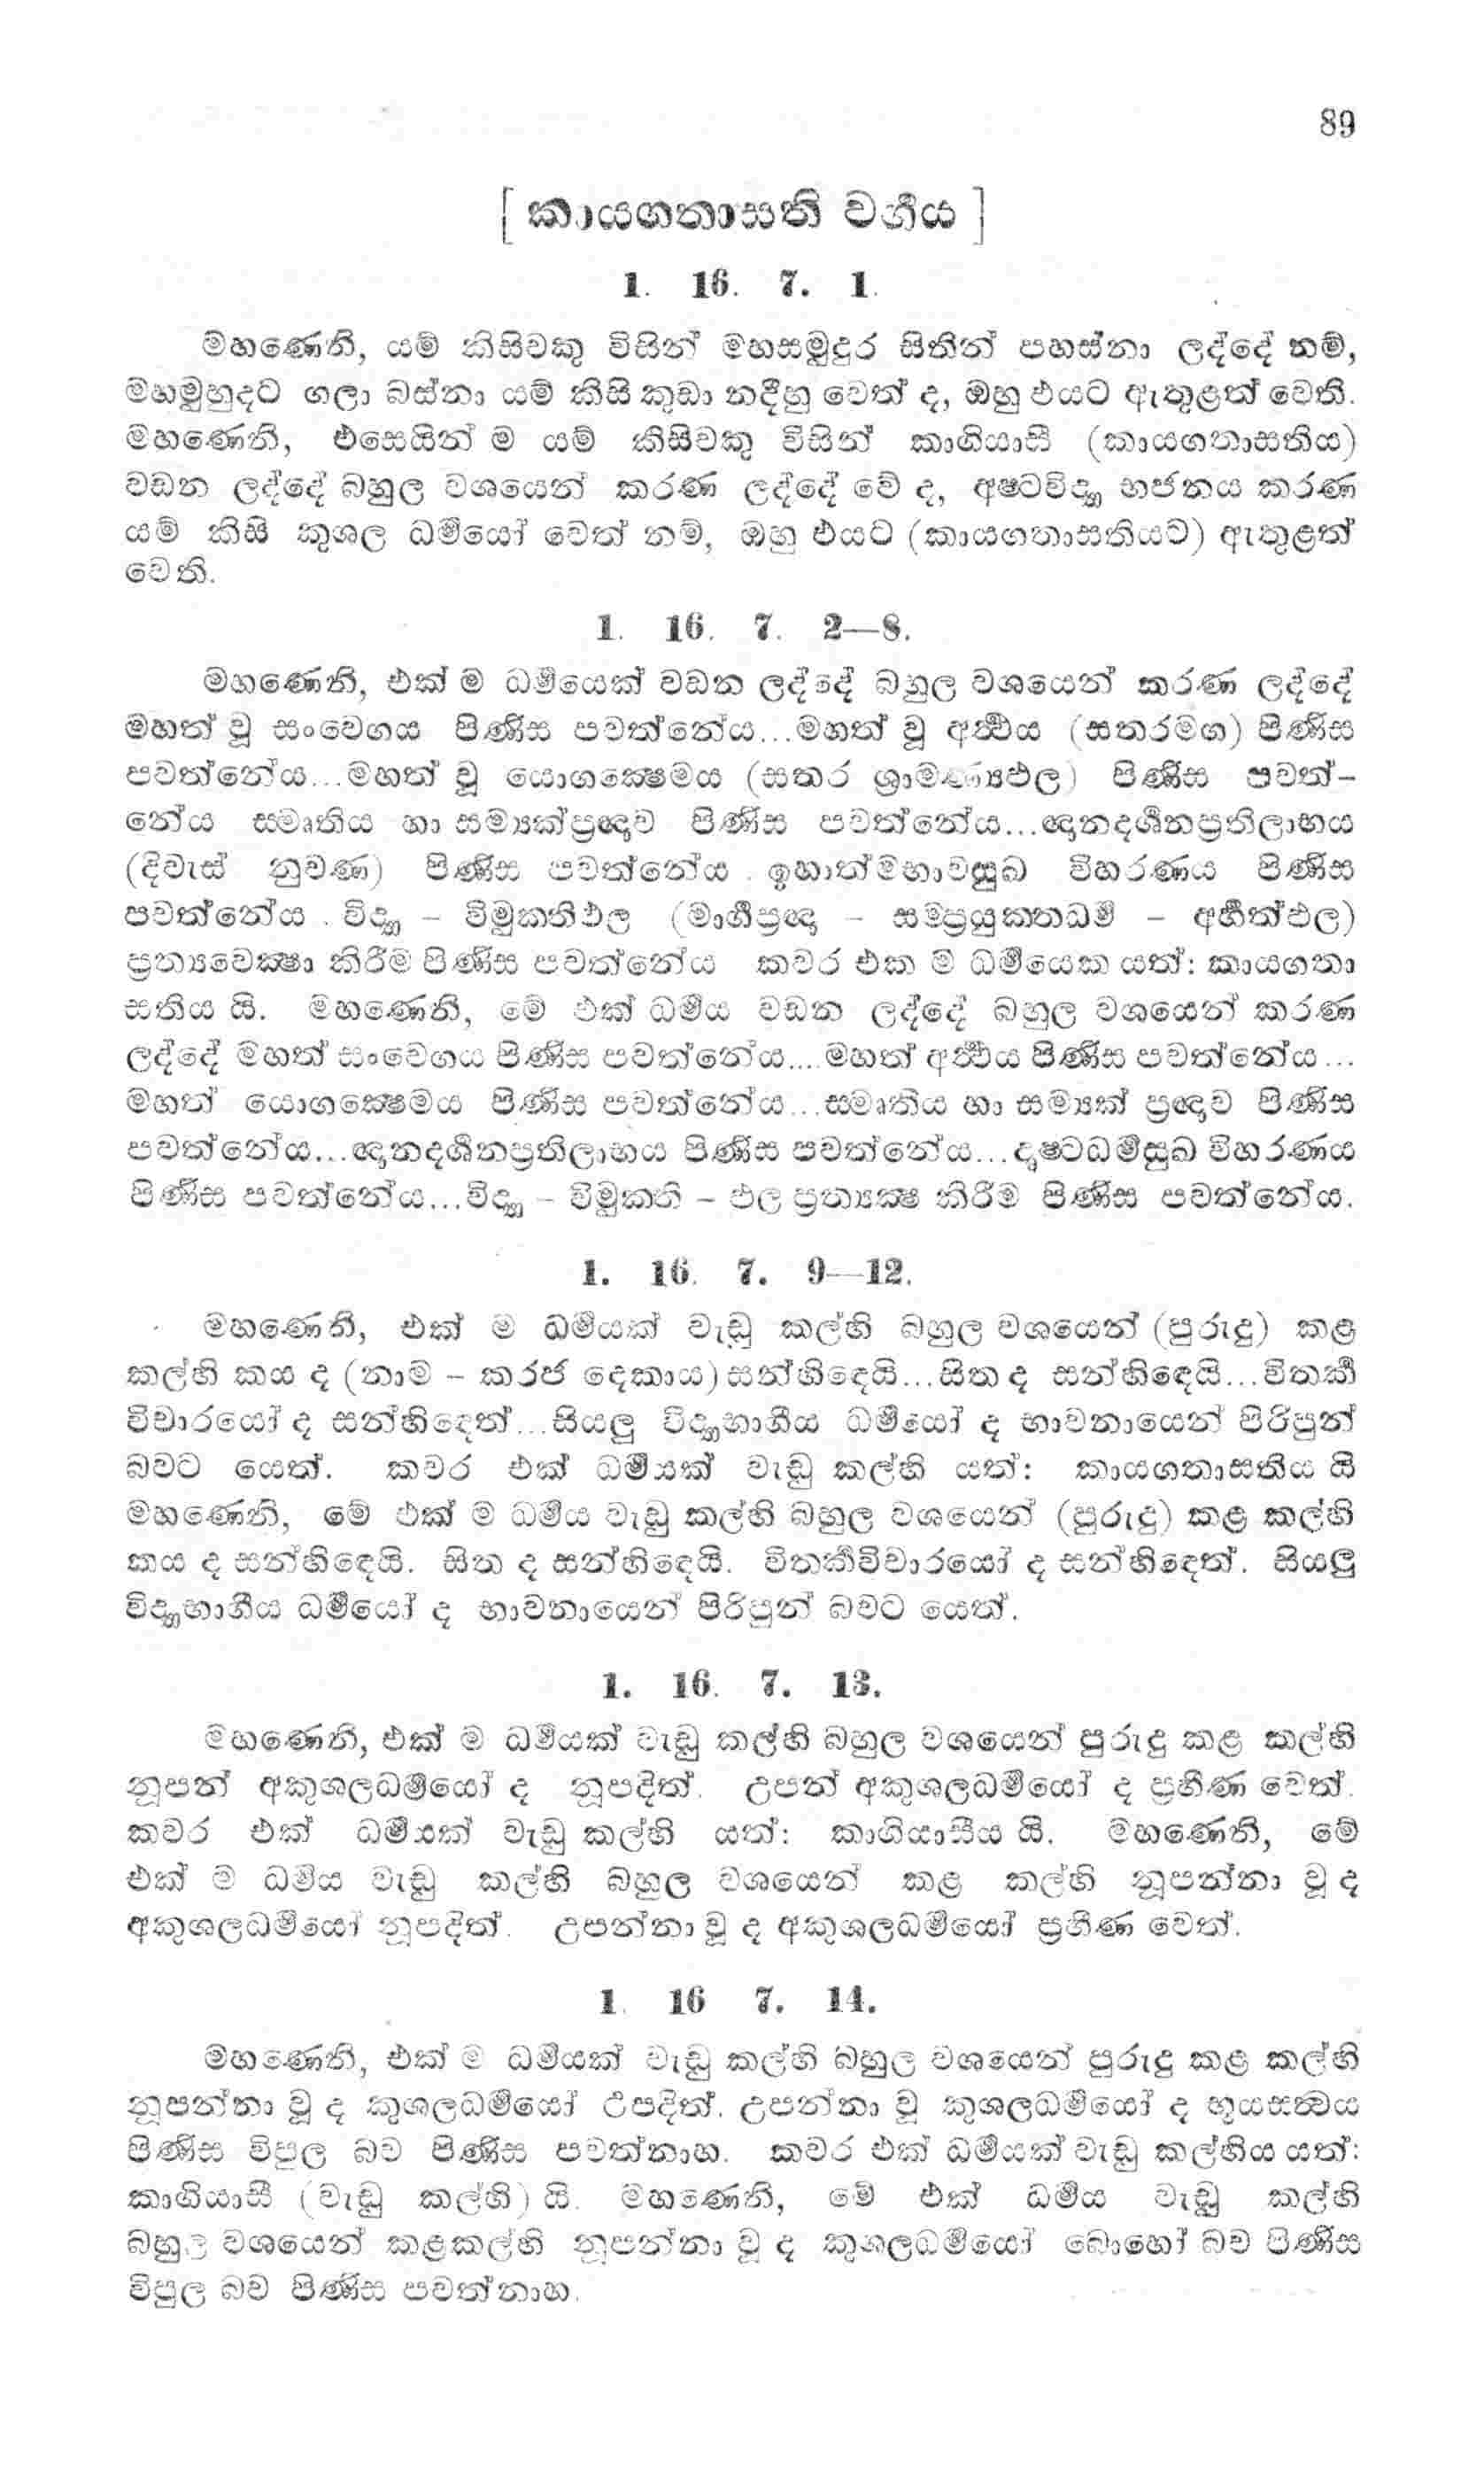 89
[ කායගතාසති වර්‍ගය ]
1. 16. 7. 1.
මහණෙනි, යම් කිසිවකු විසින් මහසමුදුර සිතින් පහස්නා ලද්දේ නම්,
මහමුහුදට ගලා බස්නා යම් කිසි කුඩා නදීහු වෙත් ද, ඔහු එයට ඇතුළත් වෙති.
මහණෙනි, එසෙයින් ම යම් කිසිවකු විසින් කාගියාසී (කායගතාසතිය)
වඩන ලද්දේ බහුල වශයෙන් කරණ ලද්දේ වේ ද, අෂ්ටවිද්‍යා භජනය කරණ
යම් කිසි කුශල ධර්‍මයෝ වෙත් නම්, ඔහු එයට (කායගතාසතියට) ඇතුළත්
වෙති.
1. 16. 7. 2—8.
මහණෙනි, එක් ම ධර්‍මයෙක් වඩන ලද්දේ බහුල වශයෙන් කරණ ලද්දේ
මහත් වූ සංවේගය පිණිස පවත්නේය...මහත් වූ අර්‍ත්‍ථය (සතරමග) පිණිස
පවත්නේය...මහත් වූ යොගක්‍ෂෙමය (සතර ශ්‍රාමණ්‍යඵල) පිණිස පවත්-
නේය ස්මෘතිය හා සම්‍යක්ප්‍රඥාව පිණිස පවත්නේය...ඥානදර්‍ශනප්‍රතිලාභය
(දිවැස් නුවණ) පිණිස පවත්නේය . ඉහාත්මභාවසුඛ විහරණය පිණිස
පවත්නේය . විද්‍යා - විමුක්තිඵල (මාර්‍ගප්‍රඥා - සම්ප්‍රයුක්තධර්‍ම - අර්‍හත්ඵල)
ප්‍රත්‍යවෙක්‍ෂා කිරීම පිණිස පවත්නේය කවර එක ම ධර්‍මයෙක යත්: කායගතා
සතිය යි. මහණෙනි, මේ එක් ධර්‍මය වඩන ලද්දේ බහුල වශයෙන් කරණ
ලද්දේ මහත් සංවෙගය පිණිස පවත්නේය....මහත් අර්‍ත්‍ථය පිණිස පවත්නේය...
මහත් යොගක්‍ෂෙමය පිණිස පවත්නේය...ස්මෘතිය හා සම්‍යක් ප්‍රඥාව පිණිස
පවත්නේය...ඥානදර්‍ශනප්‍රතිලාභය පිණිස පවත්නේය...දෘෂ්ටධර්‍මසුඛ විහරණය
පිණිස පවත්නේය...විද්‍යා - විමුක්ති - ඵල ප්‍රත්‍යක්‍ෂ කිරීම පිණිස පවත්නේය.
1. 16. 7. 9—12.
මහණෙනි, එක් ම ධර්‍මයක් වැඩු කල්හි බහුල වශයෙන් (පුරුදු) කළ
කල්හි කය ද (නාම - කරජ දෙකාය) සන්හිඳෙයි...සිත ද සන්හිඳෙයි...විතර්‍ක
විචාරයෝ ද සන්හිඳෙත්...සියලු විද්‍යාභාගීය ධර්‍මයෝ ද භාවනායෙන් පිරිපුන්
බවට යෙත්. කවර එක් ධර්‍මයක් වැඩු කල්හි යත්: කායගතාසතිය යි
මහණෙනි, මේ එක් ම ධර්‍මය වැඩු කල්හි බහුල වශයෙන් (පුරුදු) කළ කල්හි
කය ද සන්හිඳෙයි. සිත ද සන්හිඳෙයි. විතර්‍කවිචාරයෝ ද සන්හිඳෙත්. සියලු
විද්‍යාභාගීය ධර්‍මයෝ ද භාවනායෙන් පිරිපුන් බවට යෙත්.
1. 16. 7. 13.
මහණෙනි, එක් ම ධර්‍මයක් වැඩු කල්හි බහුල වශයෙන් පුරුදු කළ කල්හි
නූපන් අකුශලධර්‍මයෝ ද නූපදිත්. උපන් අකුශලධර්‍මයෝ ද ප්‍රහීණ වෙත්.
කවර එක් ධර්‍මයක් වැඩු කල්හි යත්: කාගියාසීය යි. මහණෙනි, මේ
එක් ම ධර්‍මය වැඩු කල්හි බහුල වශයෙන් කළ කල්හි නූපන්නා වූ ද
අකුශලධර්‍මයෝ නූපදිත්. උපන්නා වූ ද අකුශලධර්‍මයෝ ප්‍රහීණ වෙත්.
1. 16 7. 14.
මහණෙනි, එක් ම ධර්‍මයක් වැඩු කල්හි බහුල වශයෙන් පුරුදු කළ කල්හි
නූපන්නා වූ ද කුශලධර්‍මයෝ උපදිත්. උපන්නා වූ කුශලධර්‍මයෝ ද භූයස්ත්‍වය
පිණිස විපුල බව පිණිස පවත්නාහ. කවර එක් ධර්‍මයක් වැඩු කල්හිය යත්:
කාගියාසී (වැඩු කල්හි) යි. මහණෙනි, මේ එක් ධර්‍මය වැඩූ කල්හි
බහුල වශයෙන් කළකල්හි නූපන්නා වූ ද කුශලධර්‍මයෝ බොහෝ බව පිණිස
විපුල බව පිණිස පවත්නාහ.